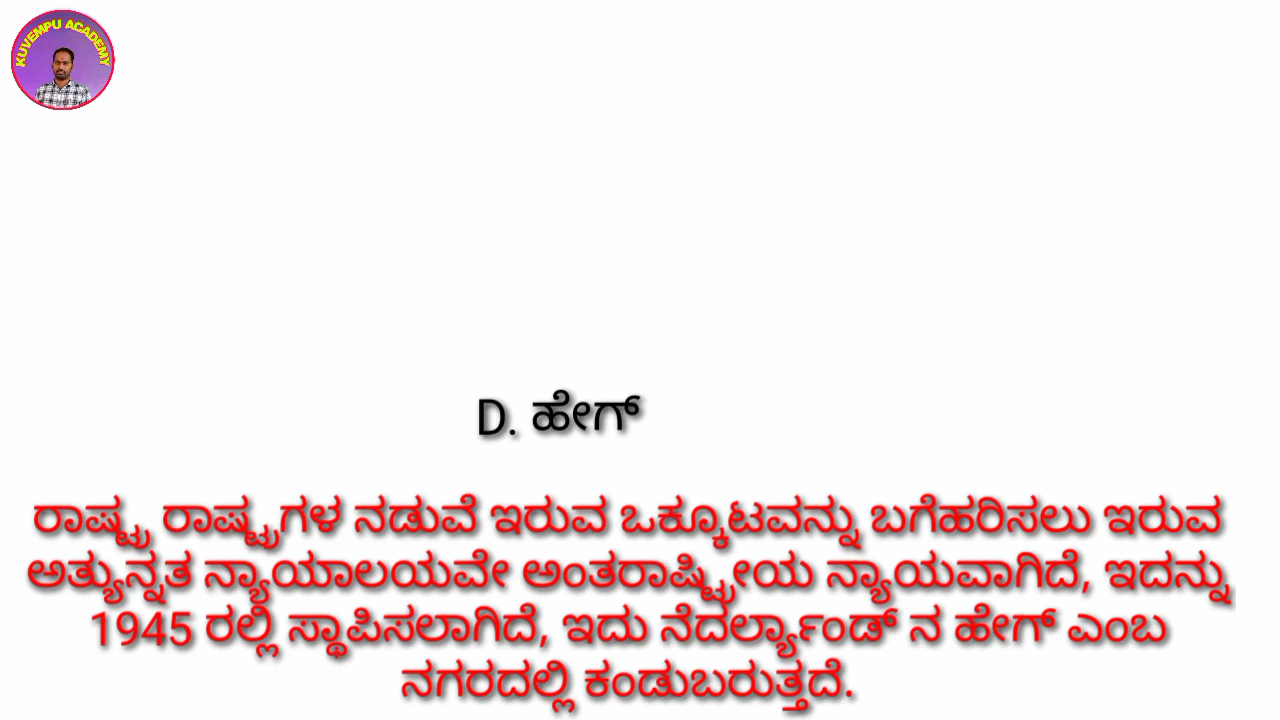 KUVEMPU ACADEMY
D. ಹೇಗ್
ರಾಷ್ಟ್ರ ರಾಷ್ಟ್ರಗಳ ನಡುವೆ ಇರುವ ಒಕ್ಕೂಟವನ್ನು ಬಗೆಹರಿಸಲು ಇರುವ
ಅತ್ಯುನ್ನತ ನ್ಯಾಯಾಲಯವೇ ಅಂತರಾಷ್ಟ್ರೀಯ ನ್ಯಾಯವಾಗಿದೆ, ಇದನ್ನು
1945 ರಲ್ಲಿ ಸ್ಥಾಪಿಸಲಾಗಿದೆ, ಇದು ನೆದರ್ಲ್ಯಾಂಡ್ ನ ಹೇಗ್ ಎಂಬ
ನಗರದಲ್ಲಿ ಕಂಡುಬರುತ್ತದೆ.